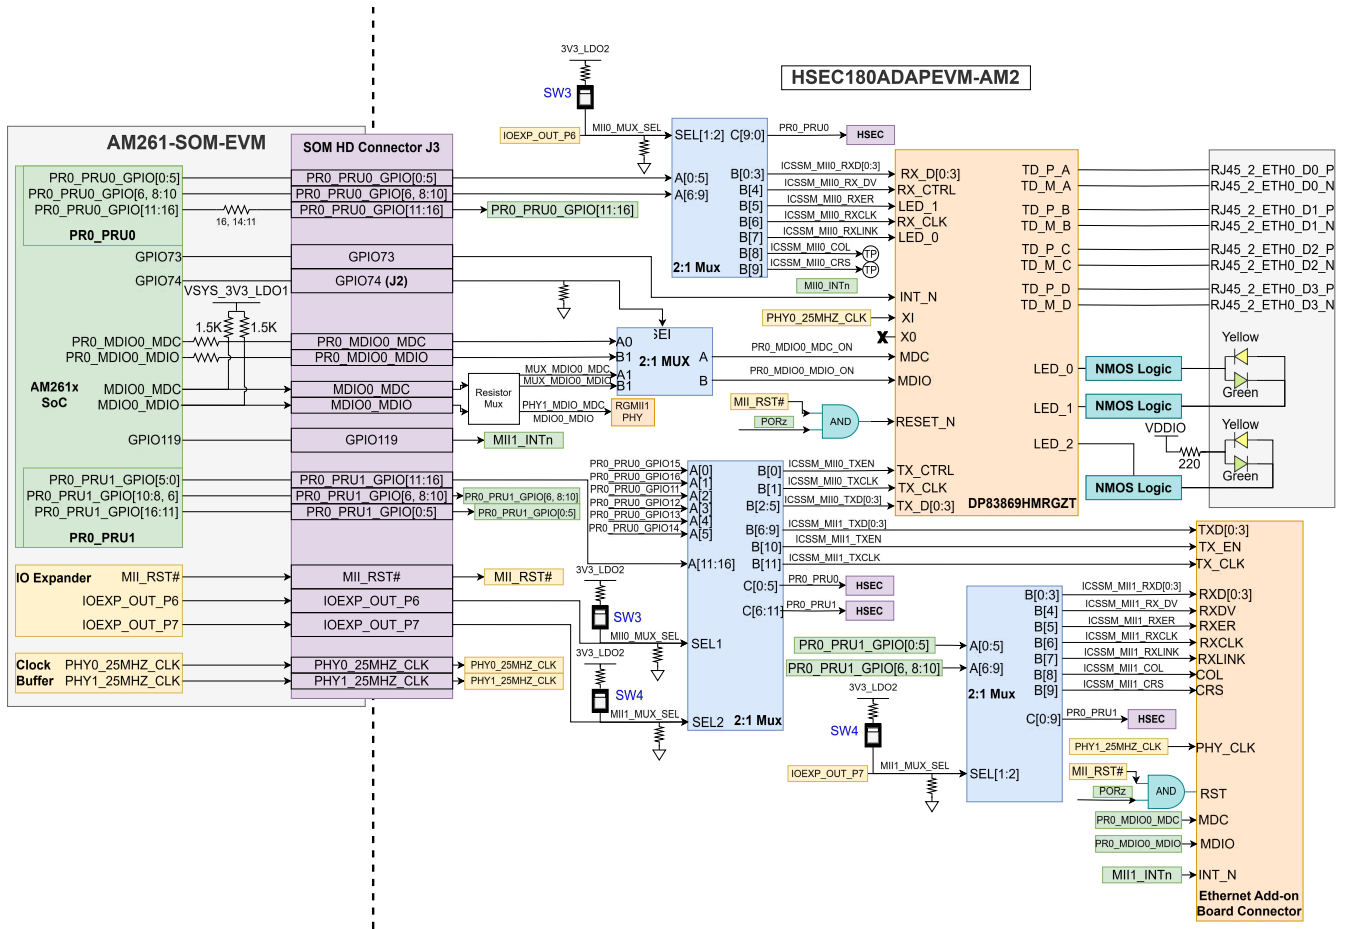 HSEC180ADAPEVM-AM2
AM261-SOM-EVM
SOM HD Connector J3
PR0_PRU0_GPIO[0:5]
PR0_PRU0_GPIO[6, 8:10
PR0_PRU0_GPIO[11:16]
16, 14:11
PR0_PRU0
GPIO73
GPIO74
VSYS_3V3_LDO1
1.5K
1.5K
PR0_MDIO0_MDC
PR0_MDIO0_MDIO
AM261x
SoC
MDIO0_MDC
MDIO0_MDIO
GPIO119
PR0_PRU1_GPIO[5:0]
PR0_PRU1_GPIO[10:8, 6]
PR0_PRU1_GPIO[16:11]
PR0_PRU1
IO Expander
MII_RST#
IOEXP_OUT_P6
IOEXP_OUT_P7
Clock
Buffer
PHY0_25MHZ_CLK
PHY1_25MHZ_CLK
PR0_PRU0_GPIO[0:5]
PR0_PRU0_GPIO[6, 8:10]
PR0_PRU0_GPIO[11:16]
GPIO73
GPIO74 (J2)
PR0_MDIO0_MDC
PR0_MDIO0_MDIO
MDIO0_MDC
MDIO0_MDIO
GPIO119
PR0_PRU1_GPIO[11:16]
PR0_PRU1_GPIO[6, 8:10]
PR0_PRU1_GPIO[0:5]
MII_RST#
IOEXP_OUT_P6
IOEXP_OUT_P7
PHY0_25MHZ_CLK
PHY1_25MHZ_CLK
PR0_PRU0_GPIO[11:16]
MII1_INTn
PR0_PRU1_GPIO[6, 8:10]
PR0_PRU1_GPIO[0:5]
MII_RST#
PHY0_25MHZ_CLK
PHY1_25MHZ_CLK
3V3_LDO2
SW3
IOEXP_OUT_P6
MII0_MUX_SEL
SEL[1:2]
A[0:5]
A[6:9]
2:1 Mux
C[9:0]
B[0:3]
B[4]
B[5]
B[6]
B[7]
B[8]
B[9]
PR0_PRU0
HSEC
ICSSM_MII0_RXD[0:3]
ICSSM_MII0_RX_DV
ICSSM_MII0_RXER
ICSSM_MII0_RXCLK
ICSSM_MII0_RXLINK
ICSSM_MII0_COL
TP
ICSSM_MII0_CRS
TP
MII0_INTn
PHY0_25MHZ_CLK
X
SEI
A0
B1
A1
B1
2:1 MUX
A
B
PR0_MDIO0_MDC_ON
PR0_MDIO0_MDIO_ON
Resistor
Mux
MUX_MDIO0_MDC
MUX_MDIO0_MDIO
PHY1_MDIO_MDC
MDIO0_MDIO
RGMII1
PHY
MII_RST#
PORz
AND
RX_D[0:3]
RX_CTRL
LED_1
RX_CLK
LED_0
INT_N
XI
X0
MDC
MDIO
RESET_N
TX_CTRL
TX_CLK
TX_D[0:3]
DP83869HMRGZT
TD_P_A
TD_M_A
TD_P_B
TD_M_B
TD_P_C
TD_M_C
TD_P_D
TD_M_D
LED_0
LED_1
LED_2
RJ45_2_ETH0_D0_P
RJ45_2_ETH0_D0_N
RJ45_2_ETH0_D1_P
RJ45_2_ETH0_D1_N
RJ45_2_ETH0_D2_P
RJ45_2_ETH0_D2_N
RJ45_2_ETH0_D3_P
RJ45_2_ETH0_D3_N
NMOS Logic
NMOS Logic
NMOS Logic
Yellow
Green
VDDIO
220
Yellow
Green
PR0_PRU0_GPIO15
PR0_PRU0_GPIO16
PR0_PRU0_GPIO11
PR0_PRU0_GPIO12
PR0_PRU0_GPIO13
PR0_PRU0_GPIO14
A[0]
A[1]
A[2]
A[3]
A[4]
A[5]
A[11:16]
SEL1
SEL2
2:1 Mux
B[0]
B[1]
B[2:5]
B[6:9]
B[10]
B[11]
C[0:5]
C[6:11]
3V3_LDO2
SW3
MII0_MUX_SEL
3V3_LDO2
SW4
MII1_MUX_SEL
ICSSM_MII0_TXEN
ICSSM_MII0_TXCLK
ICSSM_MII0_TXD[0:3]
ICSSM_MII1_TXD[0:3]
ICSSM_MII1_TXEN
ICSSM_MII1_TXCLK
PR0_PRU0
HSEC
PR0_PRU1
HSEC
PR0_PRU1_GPIO[0:5]
PR0_PRU1_GPIO[6, 8:10]
3V3_LDO2
SW4
IOEXP_OUT_P7
MII1_MUX_SEL
A[0:5]
A[6:9]
2:1 Mux
SEL[1:2]
B[0:3]
B[4]
B[5]
B[6]
B[7]
B[8]
B[9]
C[0:9]
ICSSM_MII1_RXD[0:3]
ICSSM_MII1_RX_DV
ICSSM_MII1_RXER
ICSSM_MII1_RXCLK
ICSSM_MII1_RXLINK
ICSSM_MII1_COL
ICSSM_MII1_CRS
PR0_PRU1
HSEC
PHY1_25MHZ_CLK
MII_RST#
PORz
AND
PR0_MDIO0_MDC
PR0_MDIO0_MDIO
MII1_INTn
TXD[0:3]
TX_EN
TX_CLK
RXD[0:3]
RXDV
RXER
RXCLK
RXLINK
COL
CRS
PHY_CLK
RST
MDC
MDIO
INT_N
Ethernet Add-on
Board Connector